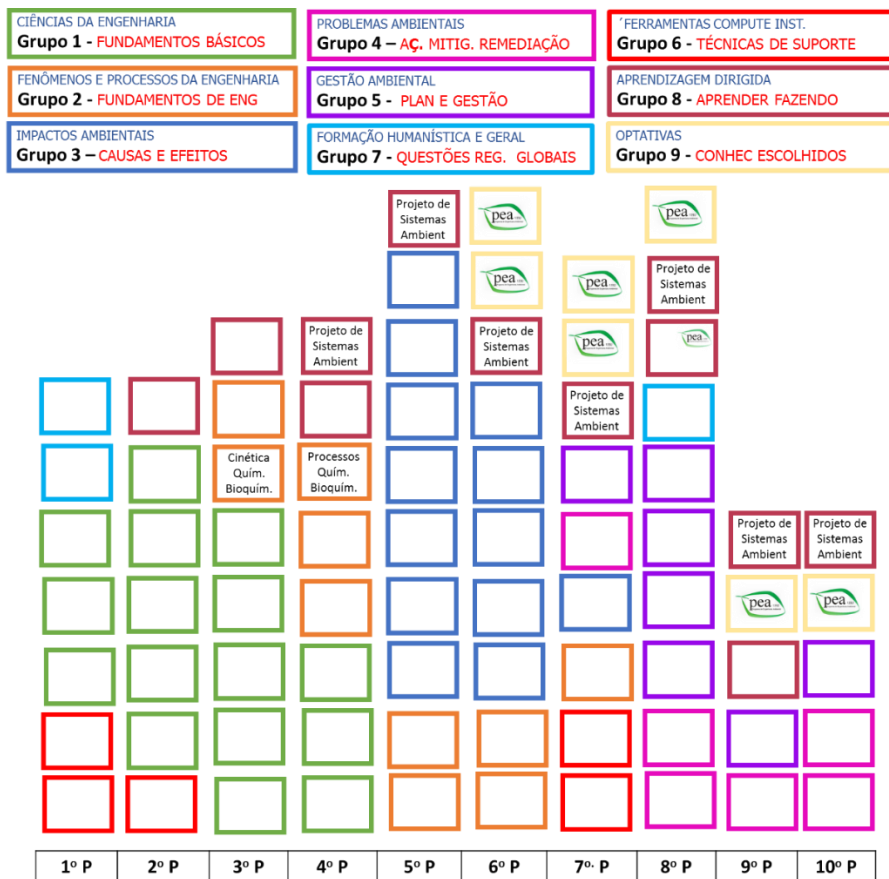 CIÊNCIAS DA ENGENHARIA
Grupo 1 - FUNDAMENTOS BÁSICOS
PROBLEMAS AMBIENTAIS
Grupo 4 – AÇ. MITIG. REMEDIAÇÃO
´FERRAMENTAS COMPUTE INST.
Grupo 6 - TÉCNICAS DE SUPORTE
FENÔMENOS E PROCESSOS DA ENGENHARIA
Grupo 2 - FUNDAMENTOS DE ENG
GESTÃO AMBIENTAL
Grupo 5 - PLAN E GESTÃO
APRENDIZAGEM DIRIGIDA
Grupo 8 - APRENDER FAZENDO
IMPACTOS AMBIENTAIS
Grupo 3 – CAUSAS E EFEITOS
FORMAÇÃO HUMANÍSTICA E GERAL
Grupo 7 - QUESTÕES REG. GLOBAIS
OPTATIVAS
Grupo 9 - CONHEC ESCOLHIDOS
Projeto de
Sistemas
Ambient
pea
pea
pea
pea
Projeto de
Sistemas
Ambient
Projeto de
Sistemas
Ambient
Projeto de
Sistemas
Ambient
pea
pea
Projeto de
Sistemas
Ambient
Cinética
Quím.
Bioquím.
Processos
Quím.
Bioquím.
Projeto de
Sistemas
Ambient
Projeto de
Sistemas
Ambient
pea
pea
1º P
2º P
3º P
4º P
5º P
6º P
7º· P
8º P
9º P
10º P